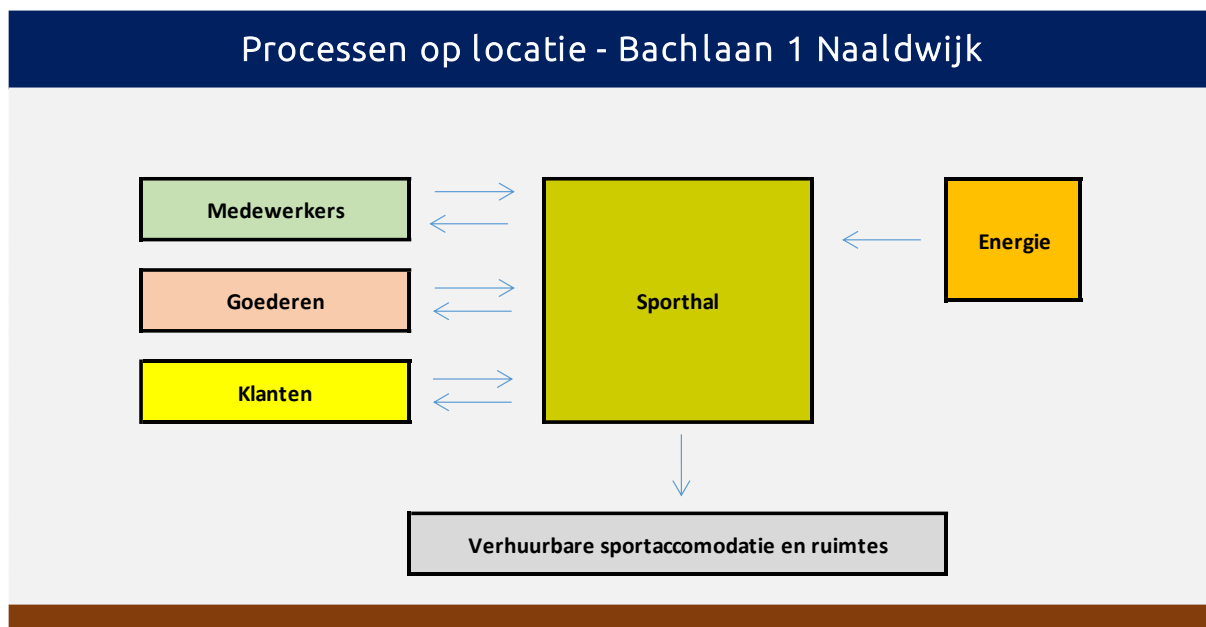 Processen op locatie - Bachlaan 1 Naaldwijk
Medewerkers
Goederen
Klanten
Sporthal
Energie
Verhuurbare sportaccomodatie en ruimtes